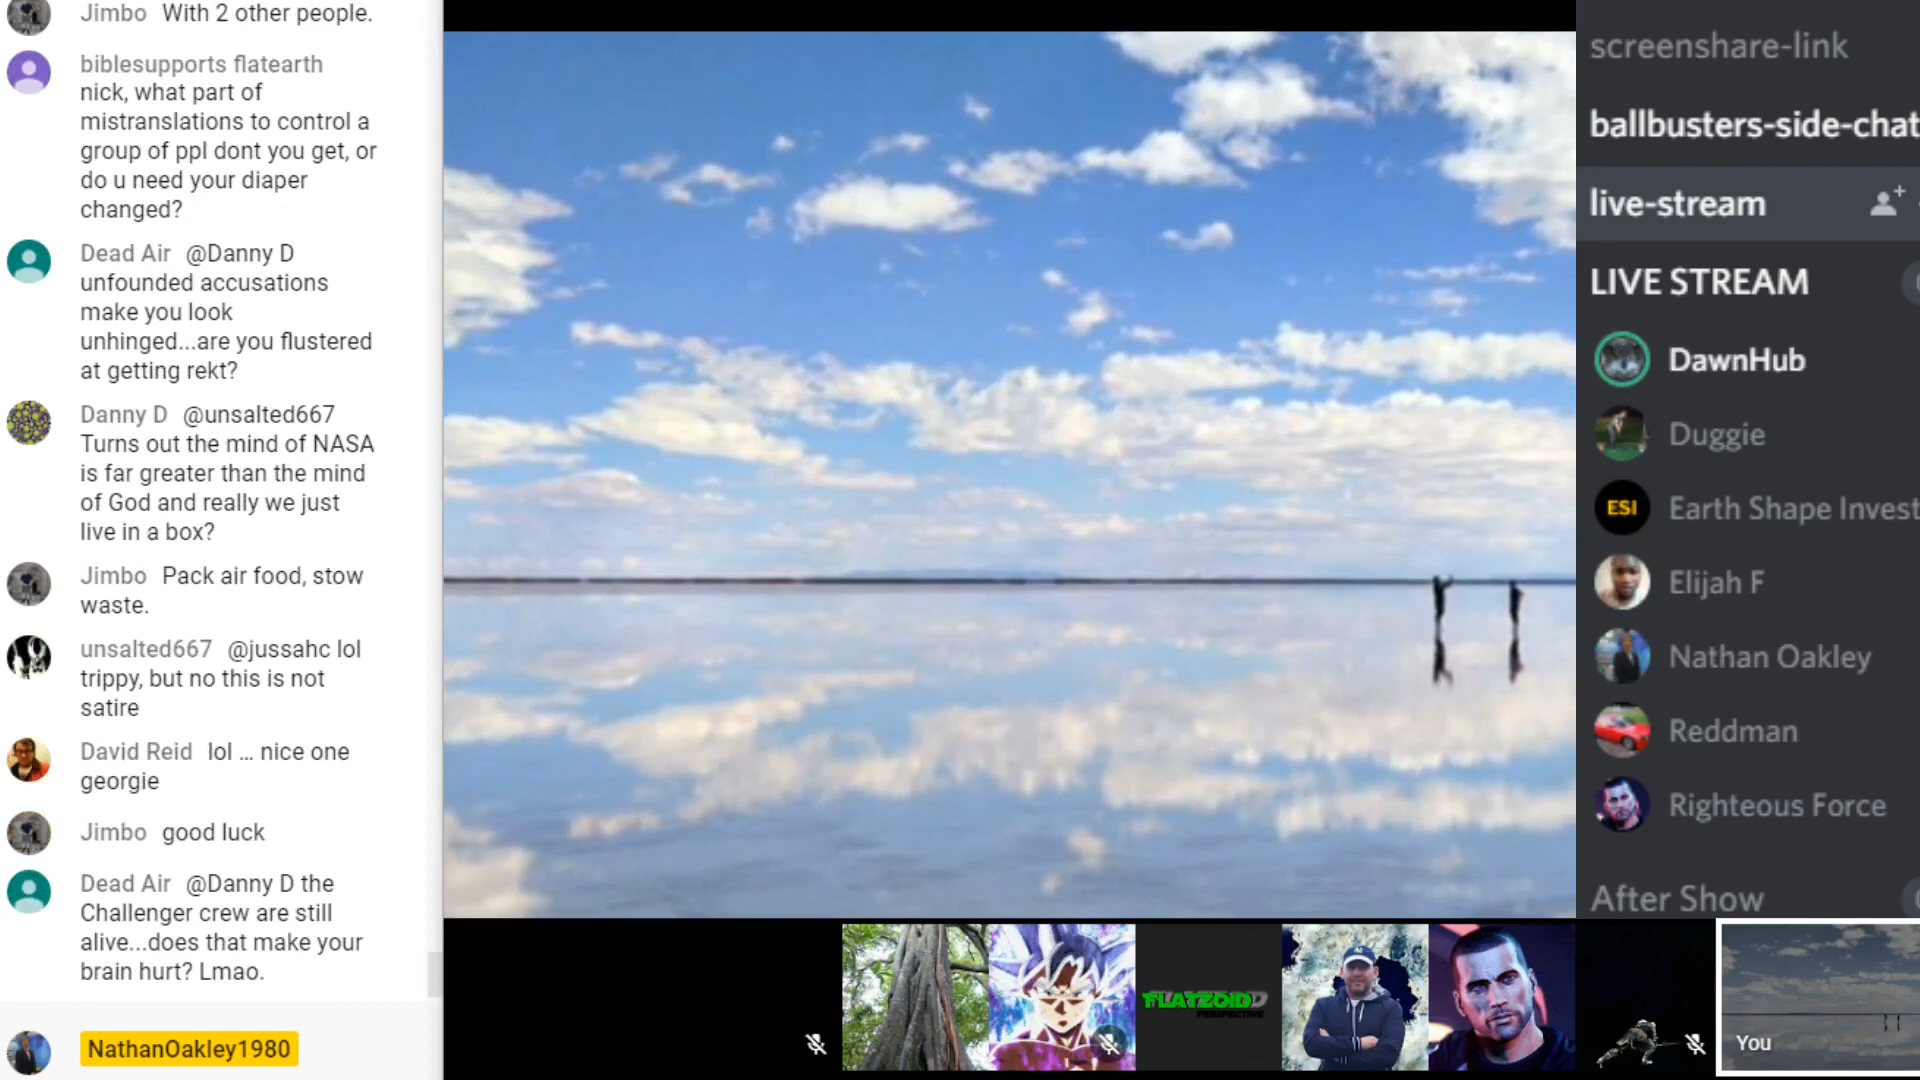 Jimbo With 2 other people.
biblesupports flatearth
nick, what part of
mistranslations to control a
group of ppl dont you get, or
do u need your diaper
changed?
Dead Air @Danny D
unfounded accusations
make you look
unhinged...are you flustered
at getting rekt?
Danny D @unsalted667
Turns out the mind of NASA
is far greater than the mind
of God and really we just
live in a box?
Jimbo Pack air food, stow
waste.
unsalted667 @jussahc lol
trippy, but no this is not
satire
David Reid lol ... nice one
georgie
Jimbo good luck
Dead Air @Danny D the
Challenger crew are still
alive...does that make your
brain hurt? Lmao.
NathanOakley1980
screenshare-link
ballbusters-side-chat
live-stream
LIVE STREAM
DawnHub
Duggie
ESI
Earth Shape Invest
Elijah F
Nathan Oakley
Reddman
Righteous Force
After Show
FLATZOIDD
PERSPECTIVE
You